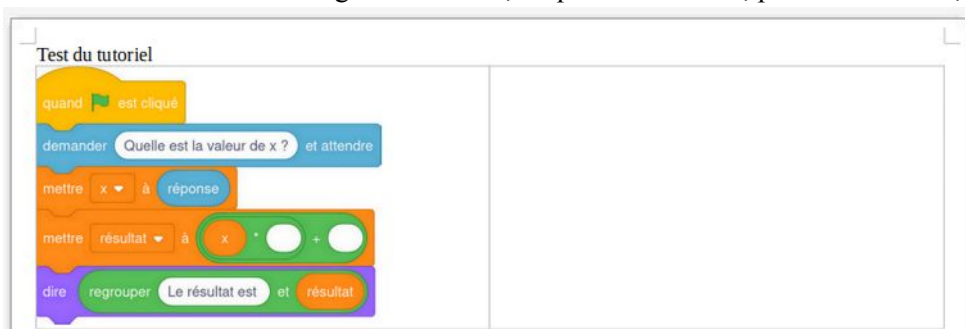 Test du tutoriel
quand est cliqué
demander Quelle est la valeur de x ? et attendre
mettre x à réponse
mettre résultat à x * +
dire regrouper Le résultat est et résultat